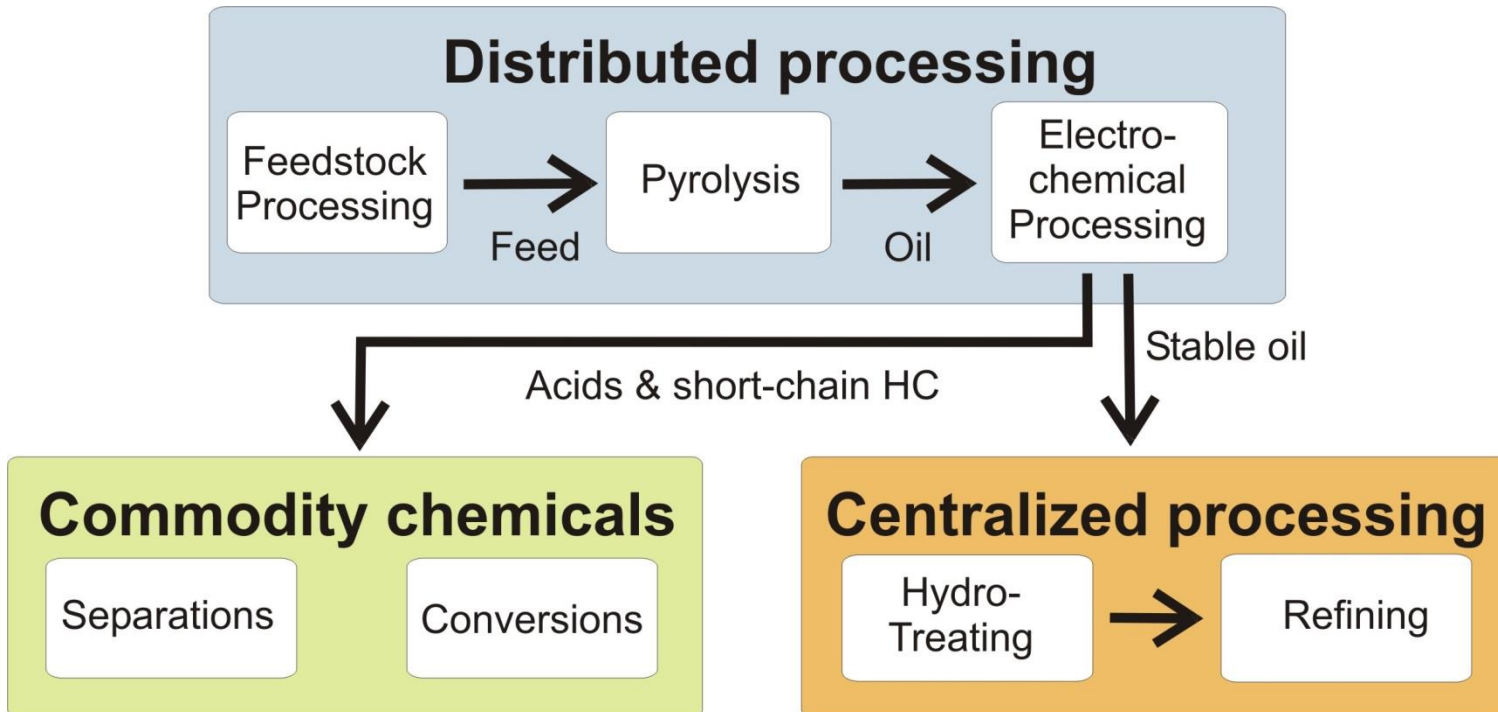 Distributed processing
Feedstock
Processing
Feed
Pyrolysis
Oil
Electro-
chemical
Processing
Acids & short-chain HC
Stable oil
Commodity chemicals
Separations
Conversions
Centralized processing
Hydro-
Treating
Refining